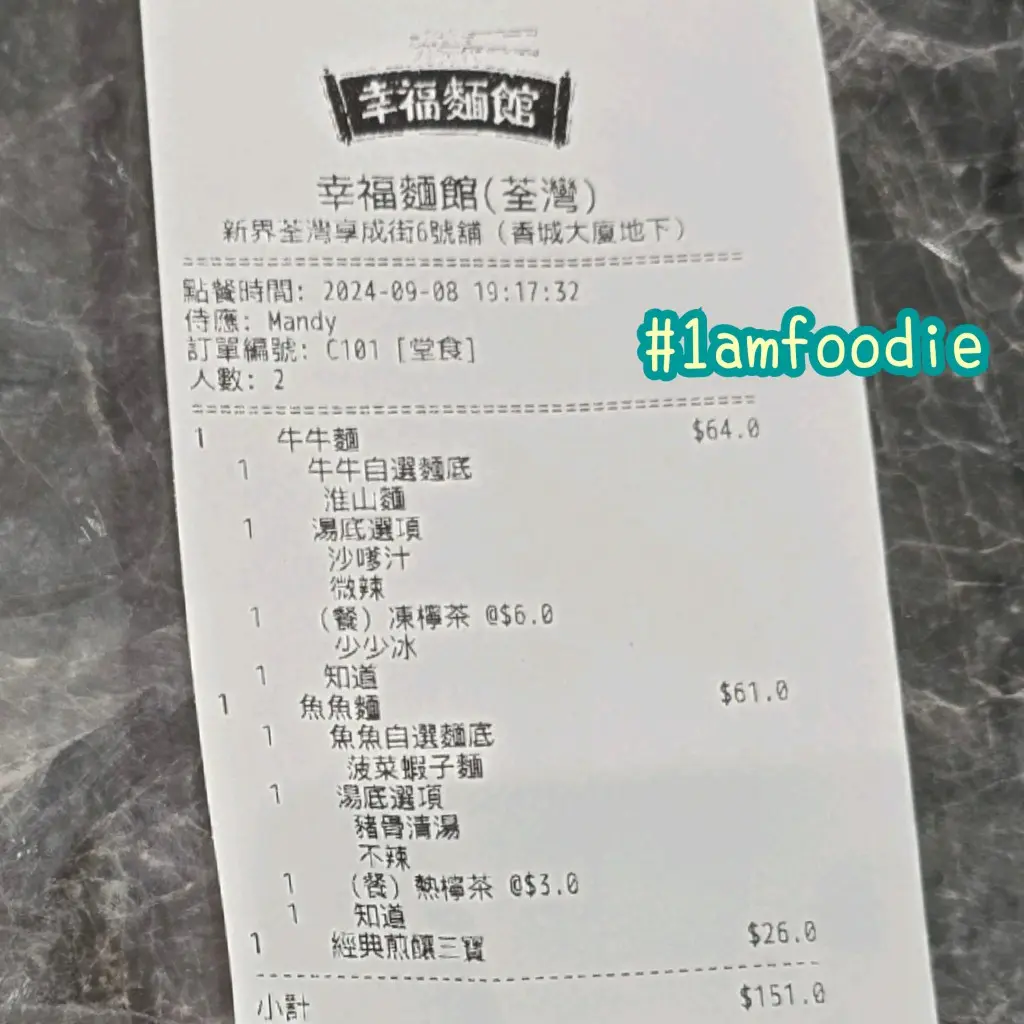 幸福麵館
幸福麵館(荃灣)
新界荃灣享成街6號舖（香城大廈地下）
點餐時間: 2024-09-08 19:17:32
侍應: Mandy
訂單編號: C101 [堂食]
人數: 2
#1amfoodie
1 牛牛麵 $64.0
1 牛牛自選麵底
淮山麵
1 湯底選項
沙嗲汁
微辣
1 (餐) 凍檸茶 @$6.0
少少冰
1 知道
1 魚魚麵 $61.0
1 魚魚自選麵底
菠菜蝦子麵
1 湯底選項
豬骨清湯
不辣
1 (餐) 熱檸茶 @$3.0
1 知道
1 經典煎釀三寶 $26.0
小計 $151.0